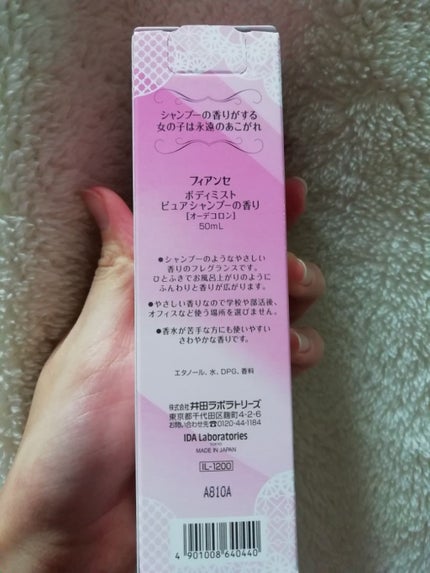 シャンプーの香りがする
女の子は永遠のあこがれ
フィアンセ
ボディミスト
ピュアシャンプーの香り
[オーデコロン]
50mL
●シャンプーのようなやさしい
香りのフレグランスです。
ひとふきでお風呂上がりのように
ふんわりと香りが広がります。
●やさしい香りなので学校や部活後、
オフィスなど使う場所を選びません。
●香水が苦手な方にも使いやすい
さわやかな香りです。
エタノール、水、DPG、香料
株式会社 井田ラボラトリーズ
東京都千代田区麹町4-2-6
お問い合わせ先☎0120-44-1184
IDA Laboratories
TOKYO
MADE IN JAPAN
IL-1200
A810A
4 901008 640440